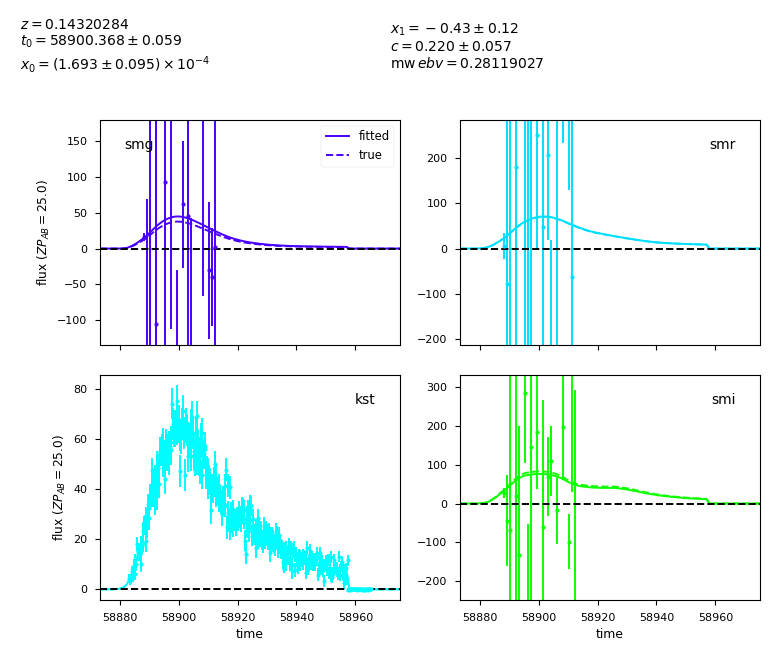 z = 0.14320284
t₀ = 58900.368 ± 0.059
x₀ = (1.693 ± 0.095) × 10⁻⁴
x₁ = −0.43 ± 0.12
c = 0.220 ± 0.057
mw ebv = 0.28119027
smg
fitted
true
150
100
50
0
−50
−100
flux (ZP_AB = 25.0)
smr
200
100
0
−100
−200
kst
80
60
40
20
0
flux (ZP_AB = 25.0)
58880 58900 58920 58940 58960
time
smi
300
200
100
0
−100
−200
58880 58900 58920 58940 58960
time